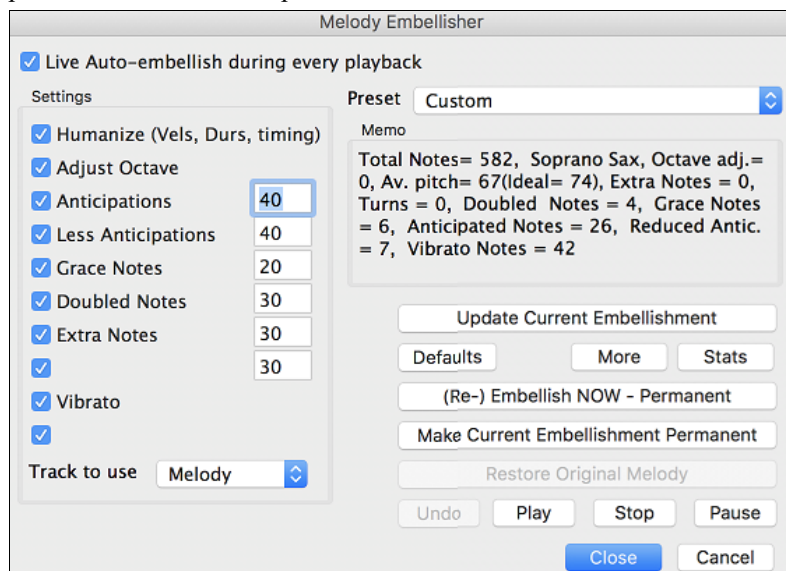 Melody Embellisher
Live Auto-embellish during every playback
Settings
Humanize (Vels, Durs, timing)
Adjust Octave
Anticipations 40
Less Anticipations 40
Grace Notes 20
Doubled Notes 30
Extra Notes 30
30
Vibrato
Track to use Melody
Preset Custom
Memo
Total Notes= 582, Soprano Sax, Octave adj.=
0, Av. pitch= 67(Ideal= 74), Extra Notes = 0,
Turns = 0, Doubled Notes = 4, Grace Notes
= 6, Anticipated Notes = 26, Reduced Antic.
= 7, Vibrato Notes = 42
Update Current Embellishment
Defaults More Stats
(Re-) Embellish NOW - Permanent
Make Current Embellishment Permanent
Restore Original Melody
Undo Play Stop Pause
Close Cancel